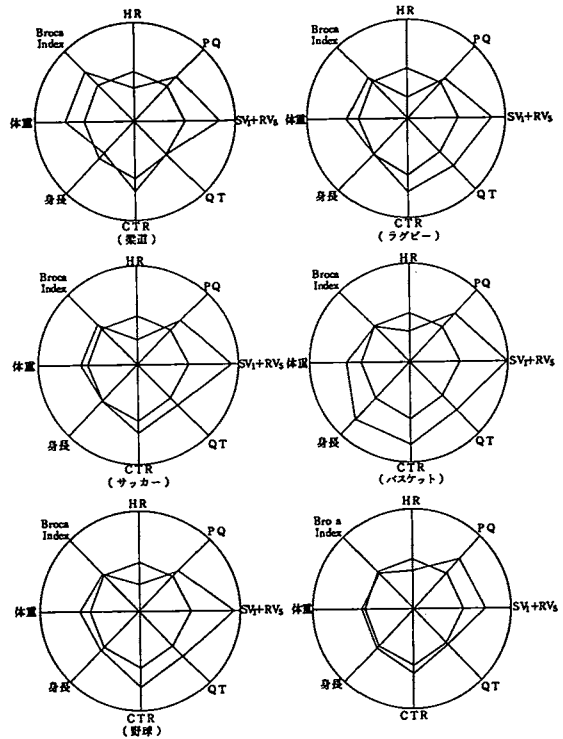 HR
Broca
Index
PQ
体重
SV₁+RV₅
身長
QT
CTR
(柔道)
HR
Broca
Index
PQ
体重
SV₁+RV₅
身長
QT
CTR
(ラグビー)
HR
Broca
Index
PQ
体重
SV₁+RV₅
身長
QT
CTR
(サッカー)
HR
Broca
Index
PQ
体重
SV₁+RV₅
身長
QT
CTR
(バスケット)
HR
Broca
Index
PQ
体重
SV₁+RV₅
身長
QT
CTR
(野球)
HR
Bro a
Index
PQ
体重
SV₁+RV₅
身長
QT
CTR